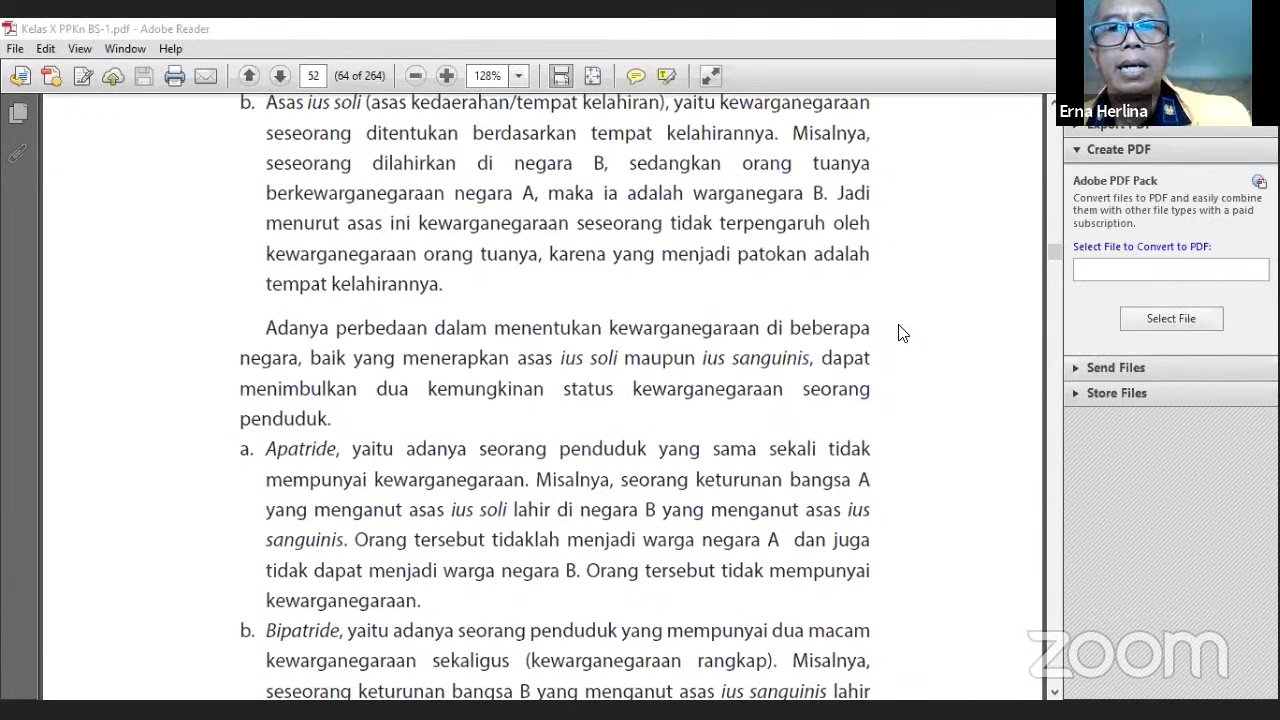 Kelas X PPKn BS-1.pdf - Adobe Reader
File Edit View Window Help
52 (64 of 264) 128%
Erna Herlina
b. Asas ius soli (asas kedaerahan/tempat kelahiran), yaitu kewarganegaraan
seseorang ditentukan berdasarkan tempat kelahirannya. Misalnya,
seseorang dilahirkan di negara B, sedangkan orang tuanya
berkewarganegaraan negara A, maka ia adalah warganegara B. Jadi
menurut asas ini kewarganegaraan seseorang tidak terpengaruh oleh
kewarganegaraan orang tuanya, karena yang menjadi patokan adalah
tempat kelahirannya.
Adanya perbedaan dalam menentukan kewarganegaraan di beberapa
negara, baik yang menerapkan asas ius soli maupun ius sanguinis, dapat
menimbulkan dua kemungkinan status kewarganegaraan seorang
penduduk.
a. Apatride, yaitu adanya seorang penduduk yang sama sekali tidak
mempunyai kewarganegaraan. Misalnya, seorang keturunan bangsa A
yang menganut asas ius soli lahir di negara B yang menganut asas ius
sanguinis. Orang tersebut tidaklah menjadi warga negara A dan juga
tidak dapat menjadi warga negara B. Orang tersebut tidak mempunyai
kewarganegaraan.
b. Bipatride, yaitu adanya seorang penduduk yang mempunyai dua macam
kewarganegaraan sekaligus (kewarganegaraan rangkap). Misalnya,
seseorang keturunan bangsa B yang menganut asas ius sanguinis lahir
Export PDF
Create PDF
Adobe PDF Pack
Convert files to PDF and easily combine
them with other file types with a paid
subscription.
Select File to Convert to PDF:
Select File
Send Files
Store Files
zoom